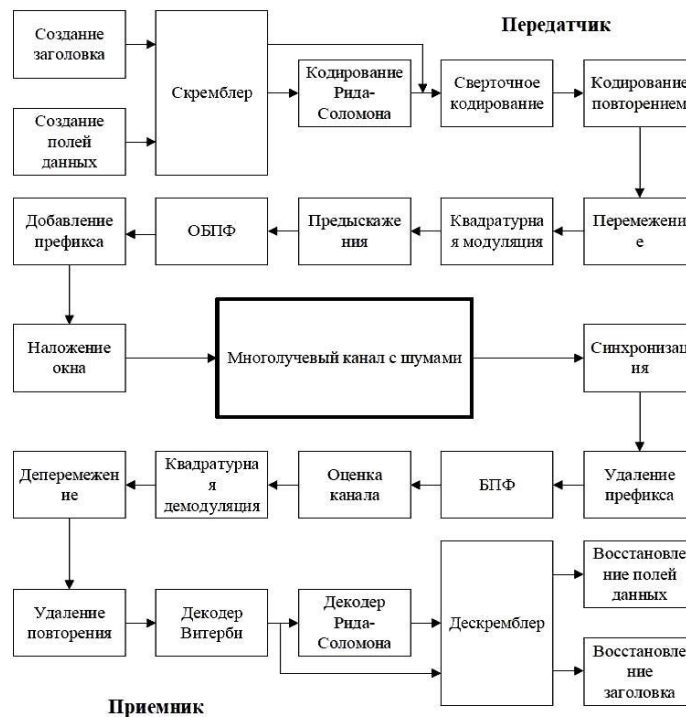 Передатчик
Создание
заголовка
Скремблер
Кодирование
Рида-
Соломона
Сверточное
кодирование
Кодирование
повторением
Создание
полей
данных
Добавление
префикса
ОБПФ
Предыскаже
ния
Квадратурна
я модуляция
Перемежени
е
Наложение
окна
Многолучевый канал с шумами
Синхронизац
ия
Деперемежен
ие
Квадратурна
я
демодуляция
Оценка
канала
БПФ
Удаление
префикса
Удаление
повторения
Декодер
Витерби
Декодер
Рида-
Соломона
Дескремблер
Восстановле
ние полей
данных
Восстановле
ние
заголовка
Приемник